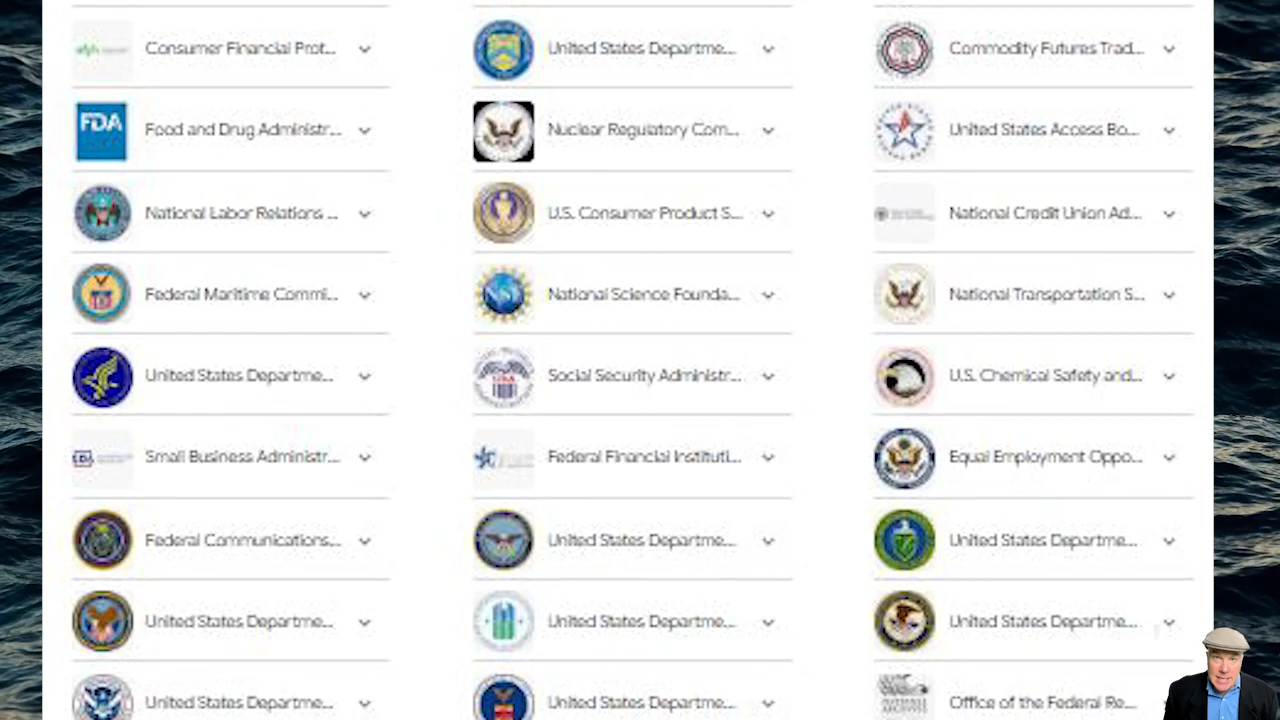 Consumer Financial Prot...
United States Departme...
Commodity Futures Trad...
FDA
Food and Drug Administr...
Nuclear Regulatory Com...
United States Access Bo...
National Labor Relations ...
U.S. Consumer Product S...
National Credit Union Ad...
Federal Maritime Commi...
National Science Founda...
National Transportation S...
United States Departme...
Social Security Administr...
U.S. Chemical Safety and...
Small Business Administr...
Federal Financial Instituti...
Equal Employment Oppo...
Federal Communications...
United States Departme...
United States Departme...
United States Departme...
United States Departme...
United States Departme...
United States Departme...
United States Departme...
Office of the Federal Re...